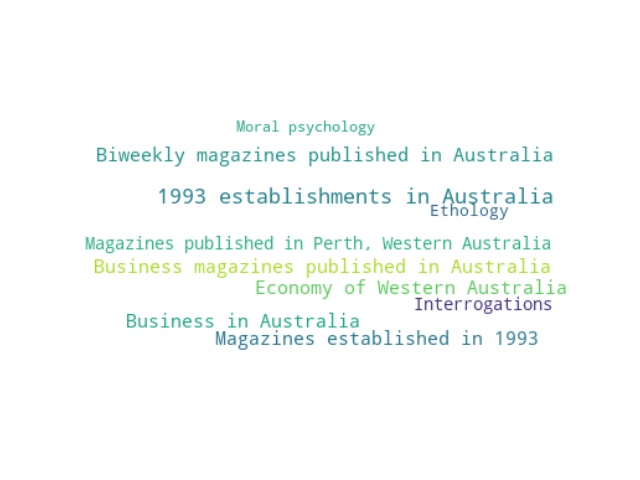 Moral psychology
Biweekly magazines published in Australia
1993 establishments in Australia
Ethology
Magazines published in Perth, Western Australia
Business magazines published in Australia
Economy of Western Australia
Interrogations
Business in Australia
Magazines established in 1993